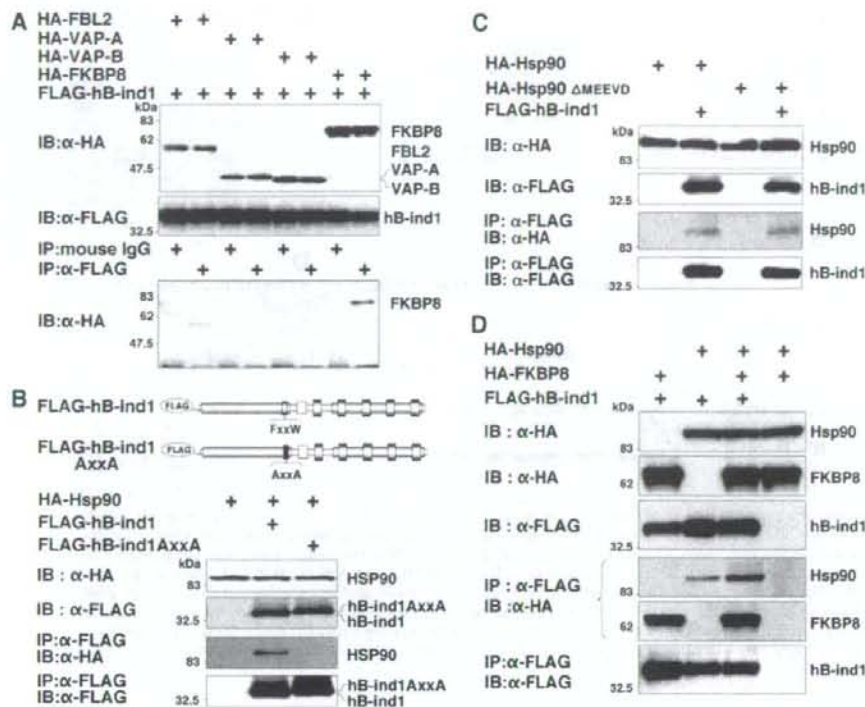 A
HA-FBL2 + +
HA-VAP-A + +
HA-VAP-B + +
HA-FKBP8 + +
FLAG-hB-ind1 + + + + + + + +
kDa
83
62
47.5
IB:α-HA
FKBP8
FBL2
VAP-A
VAP-B
IB:α-FLAG
32.5
hB-ind1
IP:mouse IgG + + + +
IP:α-FLAG + + + +
83
62
47.5
IB:α-HA
FKBP8
B
FLAG-hB-ind1
FLAG
FxxW
FLAG-hB-ind1
AxxA
FLAG
AxxA
HA-Hsp90 + + +
FLAG-hB-ind1 +
FLAG-hB-ind1AxxA +
kDa
IB : α-HA
83
HSP90
IB : α-FLAG
32.5
hB-ind1AxxA
hB-ind1
IP:α-FLAG
IB:α-HA
83
HSP90
IP:α-FLAG
IB:α-FLAG
32.5
hB-ind1AxxA
hB-ind1
C
HA-Hsp90 + +
HA-Hsp90 ΔMEEVD + +
FLAG-hB-ind1 + +
kDa
IB: α-HA
83
Hsp90
IB: α-FLAG
32.5
hB-ind1
IP: α-FLAG
IB: α-HA
83
Hsp90
IP: α-FLAG
IB: α-FLAG
32.5
hB-ind1
D
HA-Hsp90 + + +
HA-FKBP8 + + +
FLAG-hB-ind1 + + +
kDa
IB : α-HA
83
Hsp90
IB : α-HA
62
FKBP8
IB : α-FLAG
32.5
hB-ind1
IP : α-FLAG
IB :α-HA
83
Hsp90
62
FKBP8
IP:α-FLAG
IB:α-FLAG
32.5
hB-ind1